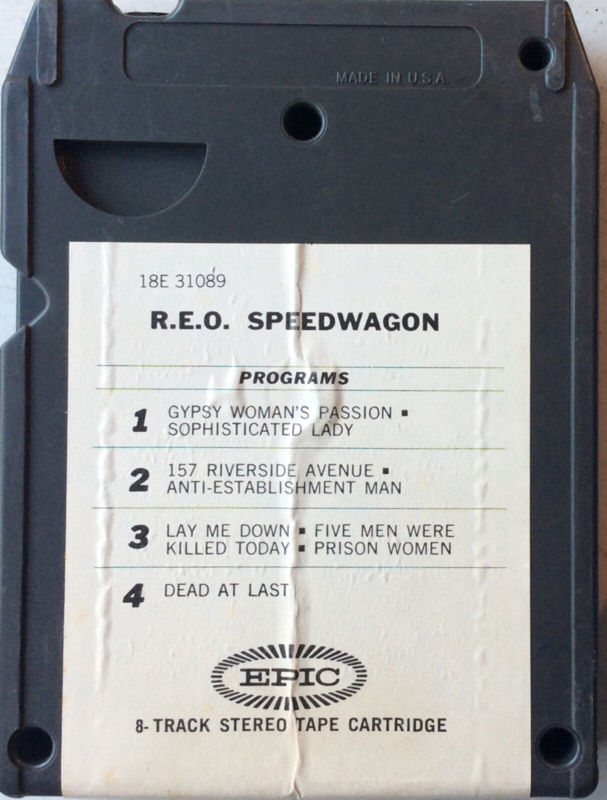 MADE IN U.S.A.
18E 31089
R.E.O. SPEEDWAGON
PROGRAMS
1 GYPSY WOMAN'S PASSION ▪
SOPHISTICATED LADY
2 157 RIVERSIDE AVENUE ▪
ANTI-ESTABLISHMENT MAN
3 LAY ME DOWN ▪ FIVE MEN WERE
KILLED TODAY ▪ PRISON WOMEN
4 DEAD AT LAST
EPIC
8-TRACK STEREO TAPE CARTRIDGE